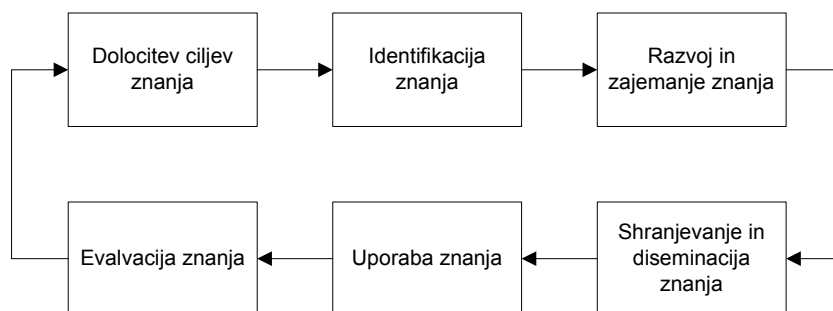 Dolocitev ciljev
znanja
Identifikacija
znanja
Razvoj in
zajemanje znanja
Evalvacija znanja
Uporaba znanja
Shranjevanje in
diseminacija
znanja